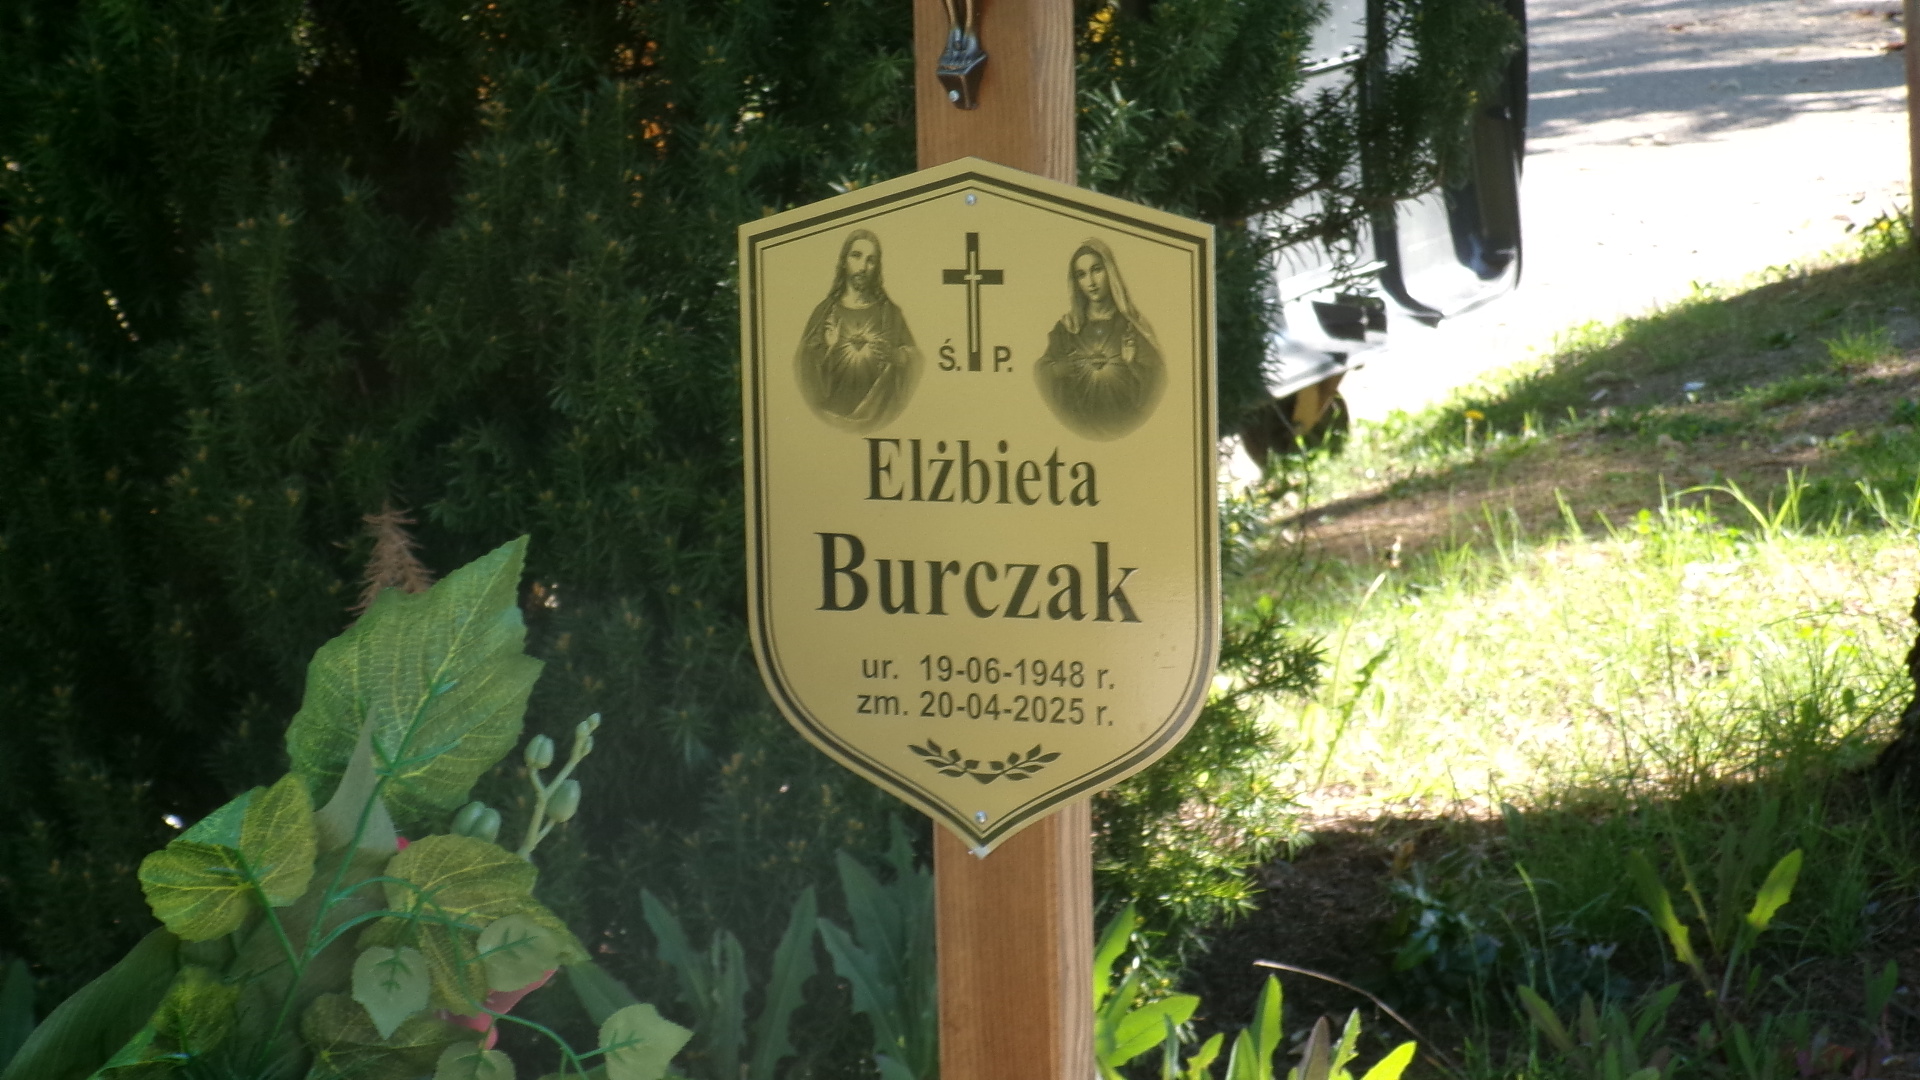 Ś. P.
Elżbieta
Burczak
ur. 19-06-1948 r.
zm. 20-04-2025 r.